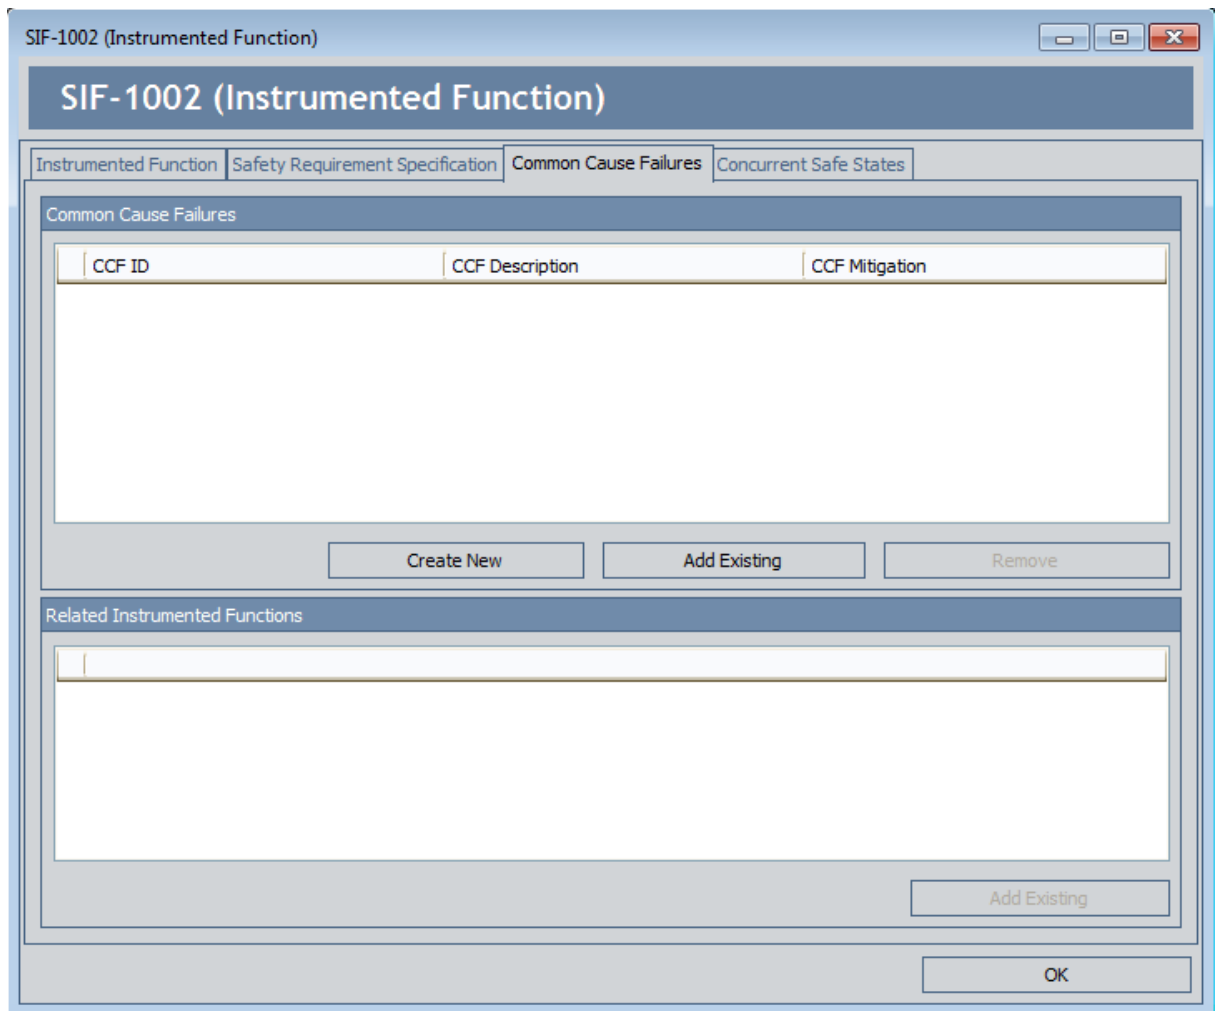 SIF-1002 (Instrumented Function)
SIF-1002 (Instrumented Function)
Instrumented Function Safety Requirement Specification Common Cause Failures Concurrent Safe States
Common Cause Failures
CCF ID CCF Description CCF Mitigation
Create New Add Existing Remove
Related Instrumented Functions
Add Existing
OK